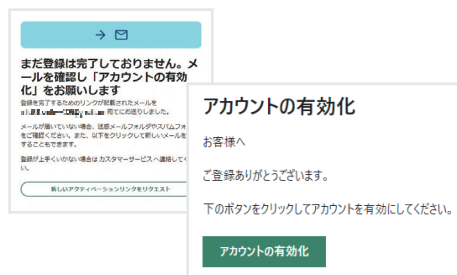 まだ登録は完了しておりません。メ
ールを確認し「アカウントの有効
化」をお願いします
登録を完了するためのリンクが記載されたメールを
宛てにお送りしました。
メールが届いていない場合、迷惑メールフォルダやスパムフォ
をご確認ください。また、以下をクリックして新しいメールを
することもできます。
登録が上手くいかない場合は カスタマーサービス へ連絡して
い。
新しいアクティベーションリンクをリクエスト
アカウントの有効化
お客様へ
ご登録ありがとうございます。
下のボタンをクリックしてアカウントを有効にしてください。
アカウントの有効化